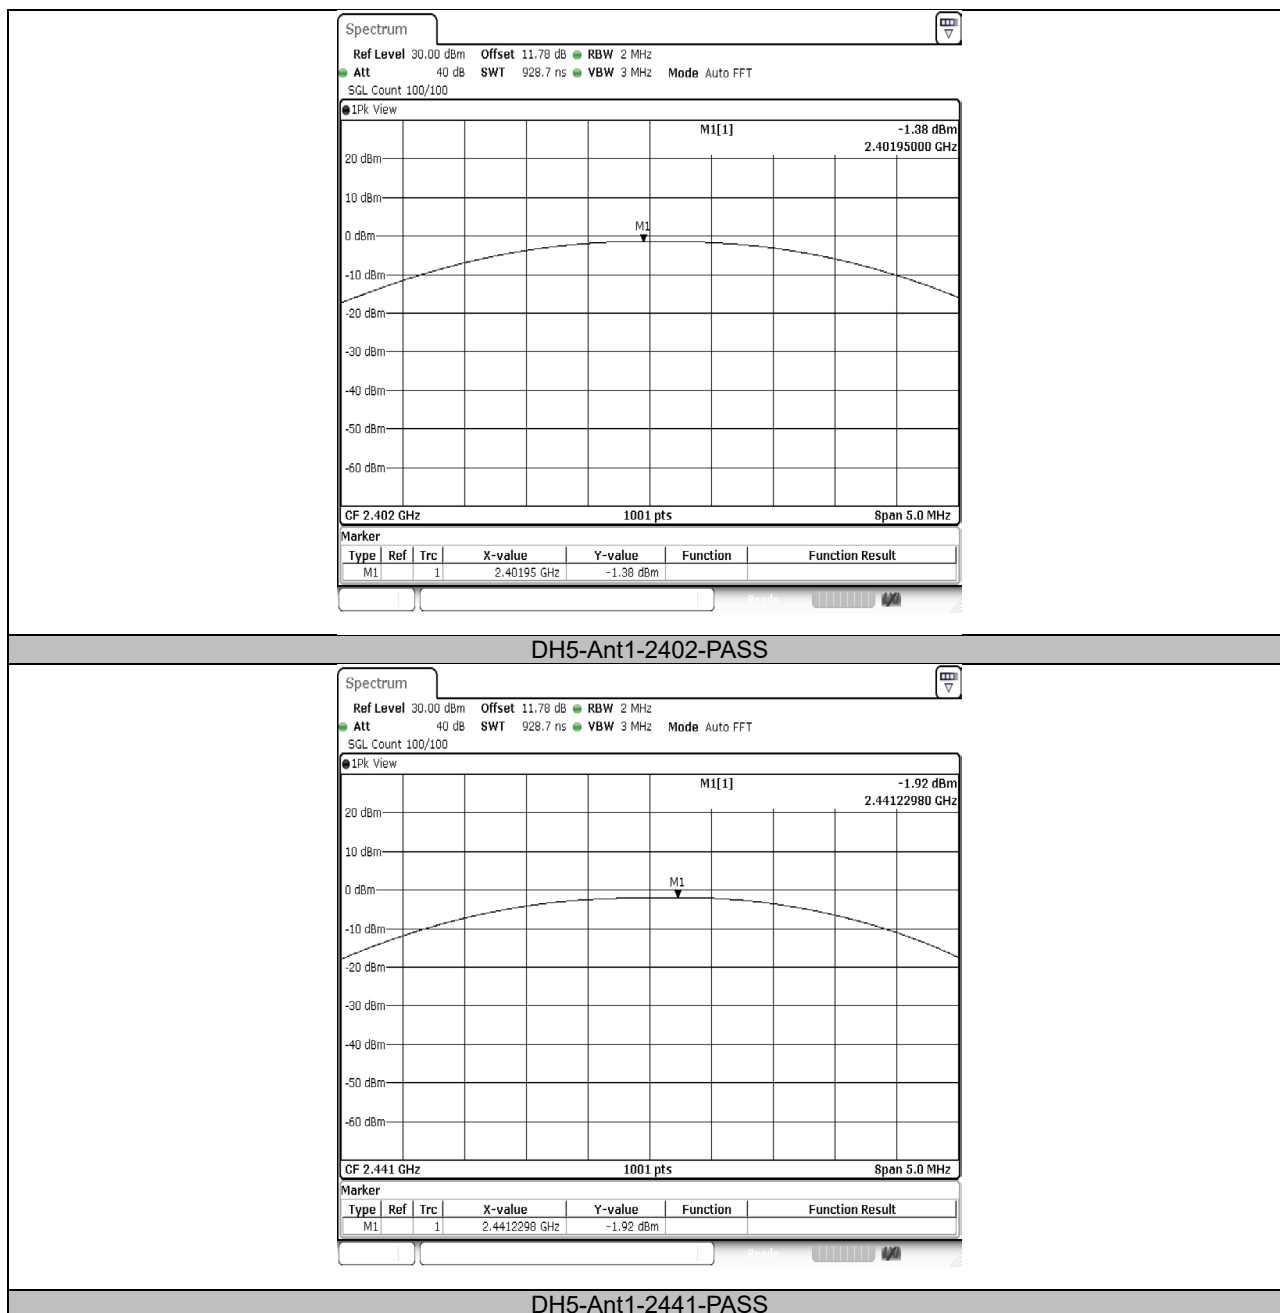 Spectrum
Ref Level 30.00 dBm Offset 11.78 dB RBW 2 MHz
Att 40 dB SWT 928.7 ns VBW 3 MHz Mode Auto FFT
SGL Count 100/100
1Pk View
M1[1] -1.38 dBm
2.40195000 GHz
20 dBm
10 dBm
M1
0 dBm
-10 dBm
-20 dBm
-30 dBm
-40 dBm
-50 dBm
-60 dBm
CF 2.402 GHz 1001 pts Span 5.0 MHz
Marker
Type Ref Trc X-value Y-value Function Function Result
M1 1 2.40195 GHz -1.38 dBm
Ready
DH5-Ant1-2402-PASS
Spectrum
Ref Level 30.00 dBm Offset 11.78 dB RBW 2 MHz
Att 40 dB SWT 928.7 ns VBW 3 MHz Mode Auto FFT
SGL Count 100/100
1Pk View
M1[1] -1.92 dBm
2.44122980 GHz
20 dBm
10 dBm
M1
0 dBm
-10 dBm
-20 dBm
-30 dBm
-40 dBm
-50 dBm
-60 dBm
CF 2.441 GHz 1001 pts Span 5.0 MHz
Marker
Type Ref Trc X-value Y-value Function Function Result
M1 1 2.4412298 GHz -1.92 dBm
Ready
DH5-Ant1-2441-PASS